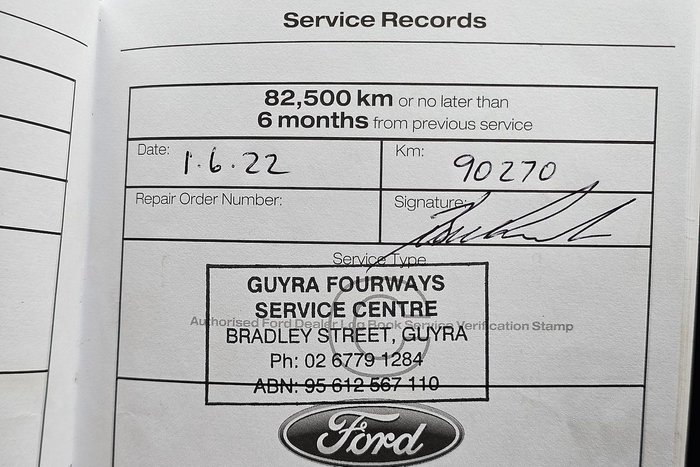 Service Records
82,500 km or no later than
6 months from previous service
Date: 1.6.22
Km: 90270
Repair Order Number:
Signature:
Service Type
GUYRA FOURWAYS
SERVICE CENTRE
Authorised Ford Dealer Log Book Service Verification Stamp
BRADLEY STREET, GUYRA
Ph: 02 6779 1284
ABN: 95 612 567 110
Ford